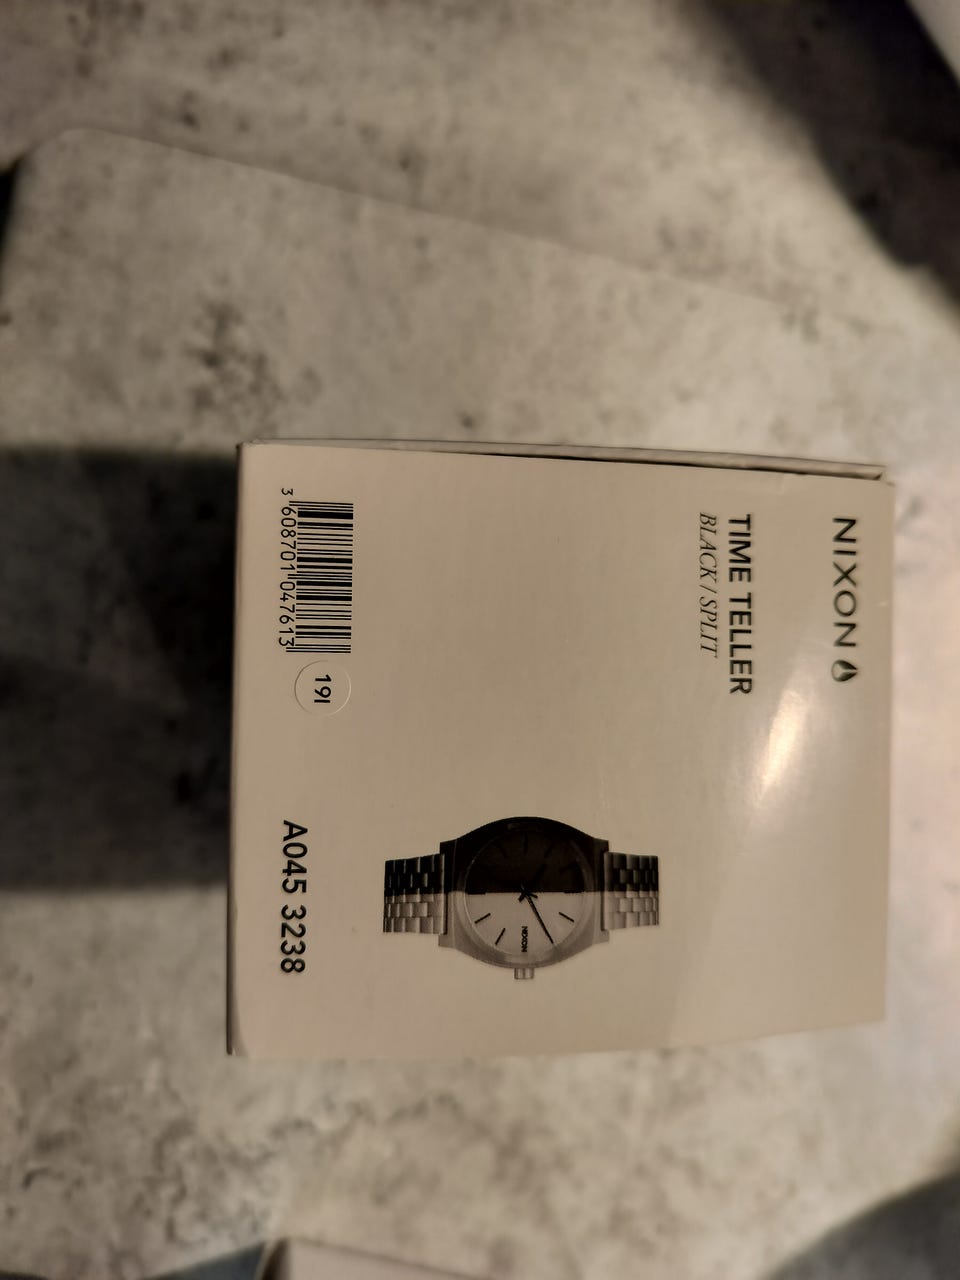 NIXON
TIME TELLER
BLACK / SPLIT
NIXON
3 608701 047613
19I
A045 3238